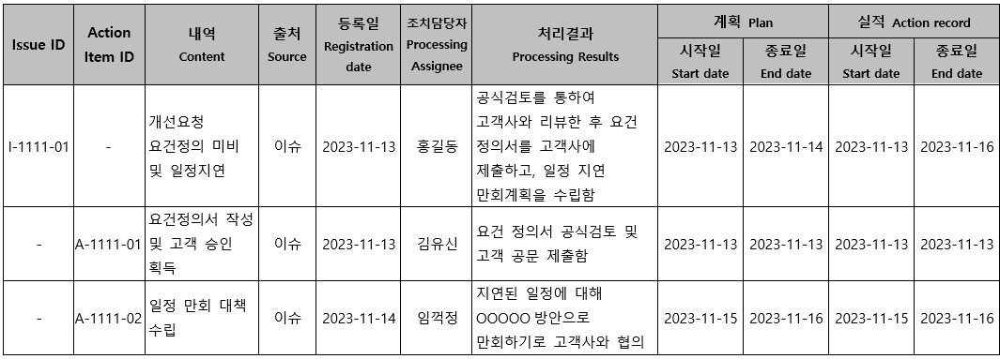 Issue ID
Action
Item ID
내역
Content
출처
Source
등록일
Registration
date
조치담당자
Processing
Assignee
처리결과
Processing Results
계획 Plan
시작일
Start date
종료일
End date
실적 Action record
시작일
Start date
종료일
End date
I-1111-01
-
개선요청
요건정의 미비
및 일정지연
이슈
2023-11-13
홍길동
공식검토를 통하여
고객사와 리뷰한 후 요건
정의서를 고객사에
제출하고, 일정 지연
만회계획을 수립함
2023-11-13
2023-11-14
2023-11-13
2023-11-16
-
A-1111-01
요건정의서 작성
및 고객 승인
획득
이슈
2023-11-13
김유신
요건 정의서 공식검토 및
고객 공문 제출함
2023-11-13
2023-11-13
2023-11-13
2023-11-13
-
A-1111-02
일정 만회 대책
수립
이슈
2023-11-14
임꺽정
지연된 일정에 대해
OOOOO 방안으로
만회하기로 고객사와 협의
2023-11-15
2023-11-16
2023-11-15
2023-11-16